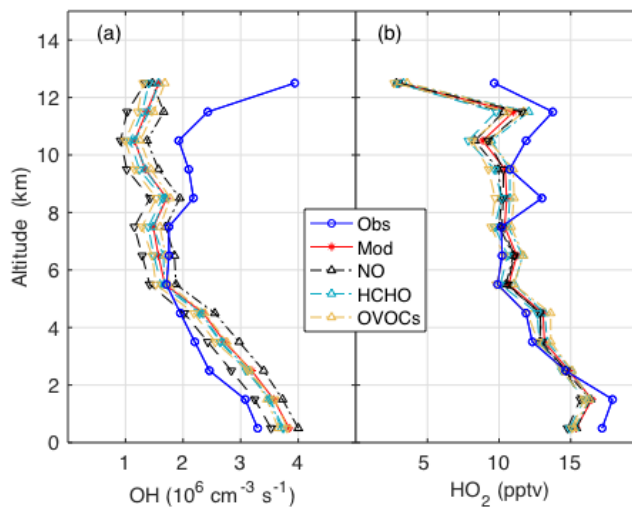 (a)
(b)
14
12
10
8
6
4
2
0
Altitude (km)
Obs
Mod
NO
HCHO
OVOCs
1 2 3 4
5 10 15
OH (10⁶ cm⁻³ s⁻¹)
HO₂ (pptv)